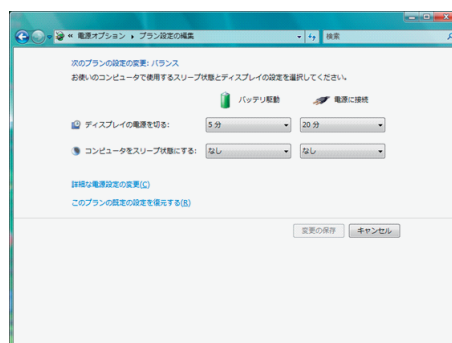 « 電源オプション ▸ プラン設定の編集
検索
次のプランの設定の変更: バランス
お使いのコンピュータで使用するスリープ状態とディスプレイの設定を選択してください。
バッテリ駆動 電源に接続
ディスプレイの電源を切る: 5 分 20 分
コンピュータをスリープ状態にする: なし なし
詳細な電源設定の変更(C)
このプランの既定の設定を復元する(R)
変更の保存 キャンセル